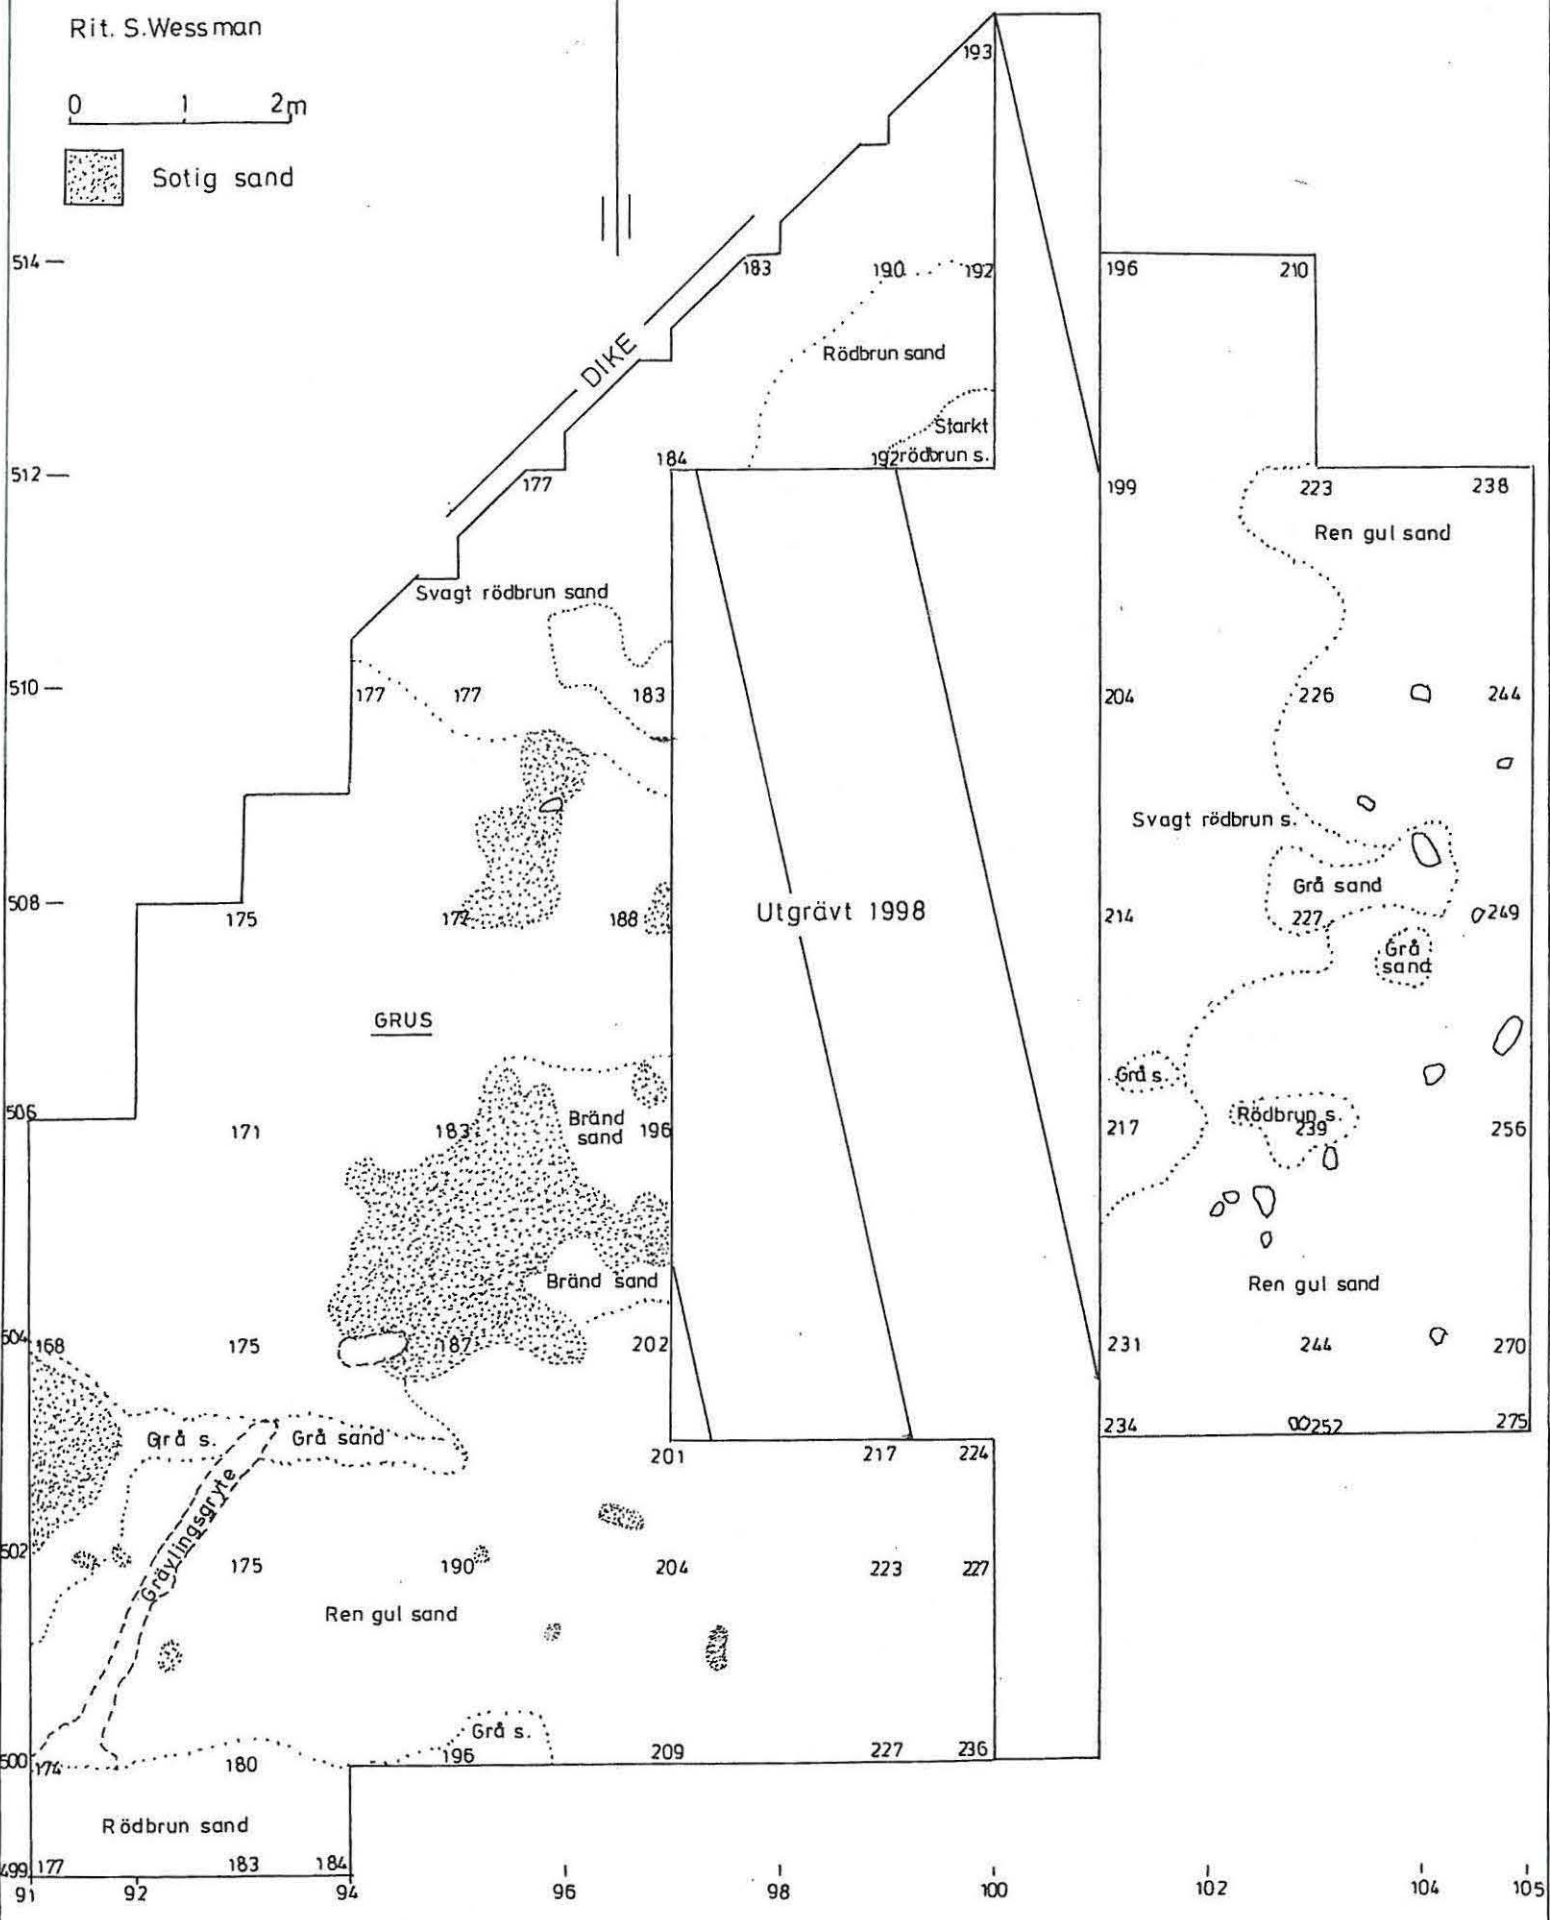 Rit. S.Wessman
0 1 2m
Sotig sand
193
514
183 190 192
196 210
DIKE
Rödbrun sand
Starkt
rödbrun s.
512
184 192
177
199 223 238
Ren gul sand
Svagt rödbrun sand
510
177 177 183
204 226 244
Svagt rödbrun s.
Grå sand
508
175 177 188
Utgrävt 1998
214 227 249
Grå
sand
GRUS
Grå s.
506
Bränd
sand
171 183 196
Rödbrun s.
217 239 256
Bränd sand
Ren gul sand
504
168 175 187 202
231 244 270
234 252 275
Grå s. Grå sand
201 217 224
Grävlingsgryte
502
175 190 204 223 227
Ren gul sand
Grå s.
500
174 180 196 209 227 236
Rödbrun sand
499
177 183 184
91 92 94 96 98 100 102 104 105